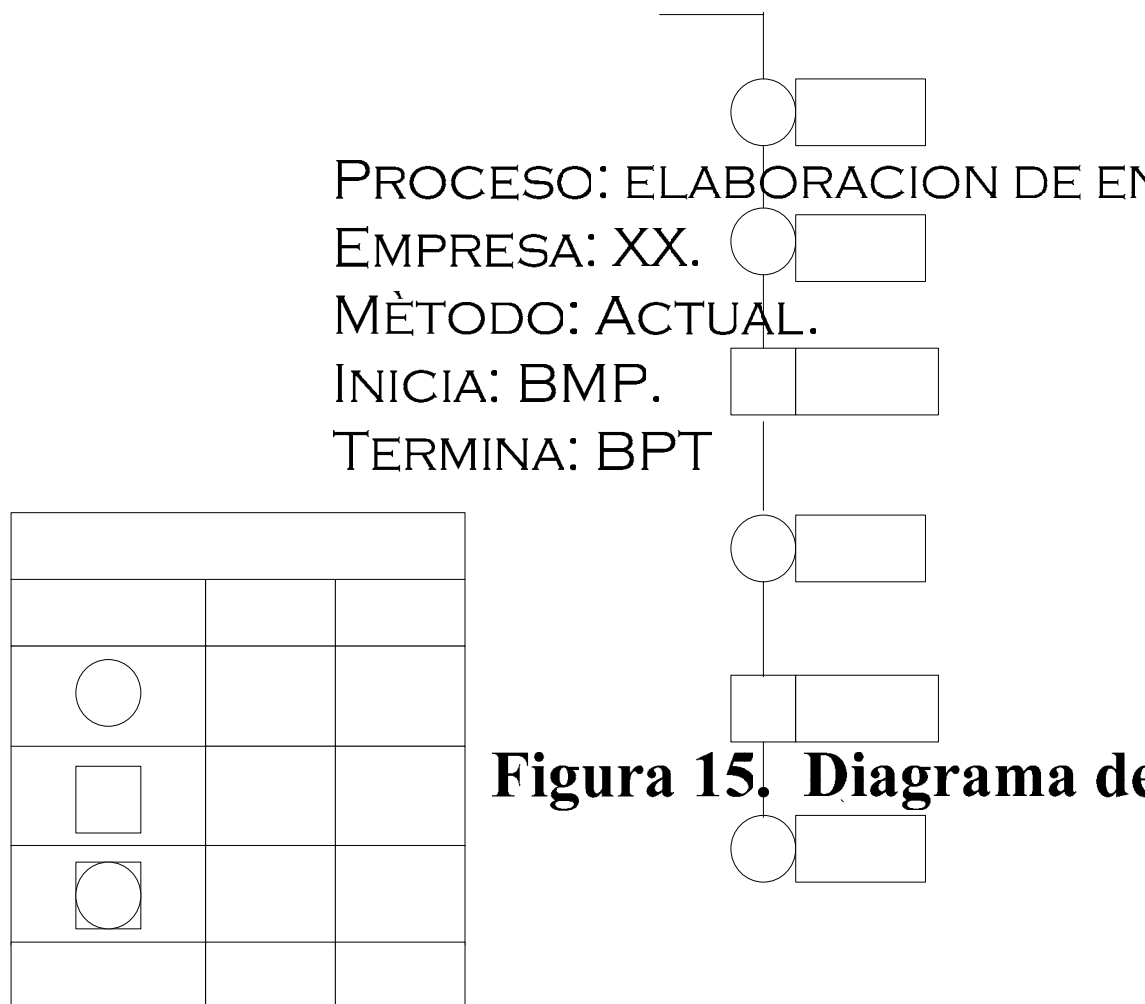 PROCESO: ELABORACION DE EN
EMPRESA: XX.
MÈTODO: ACTUAL.
INICIA: BMP.
TERMINA: BPT
Figura 15. Diagrama de